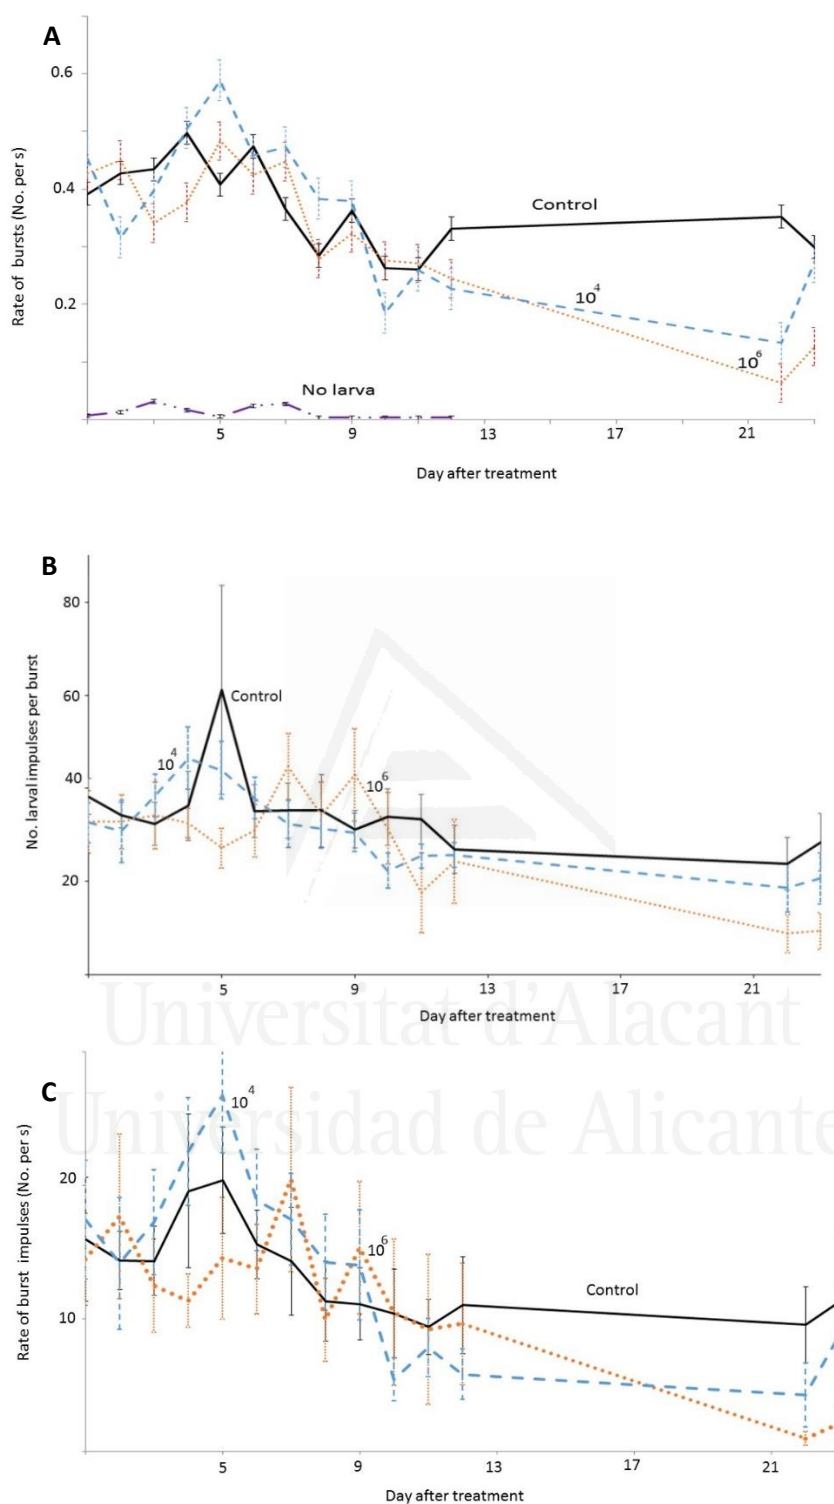 A
0.6
0.4
0.2
Rate of bursts (No. per s)
Control
10^4
10^6
No larva
5 9 13 17 21
Day after treatment
B
80
60
40
20
No. larval impulses per burst
Control
10^4
10^6
5 9 13 17 21
Day after treatment
Universitat d'Alacant
Universidad de Alicante
C
20
10
Rate of burst impulses (No. per s)
10^4
10^6
Control
5 9 13 17 21
Day after treatment